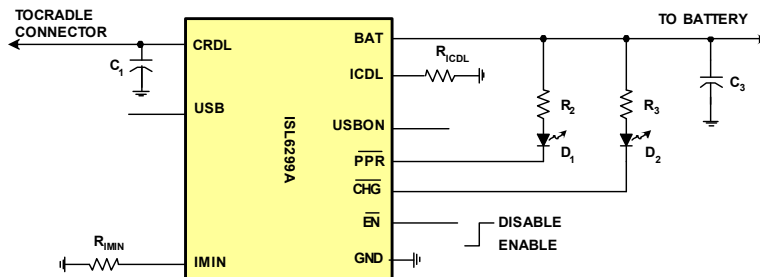 TOCRADLE
CONNECTOR
TO BATTERY
CRDL
BAT
C1
ICDL
RICDL
C3
USB
R2
R3
ISL6299A
USBON
D1
D2
PPR
CHG
EN
DISABLE
ENABLE
RIMIN
IMIN
GND